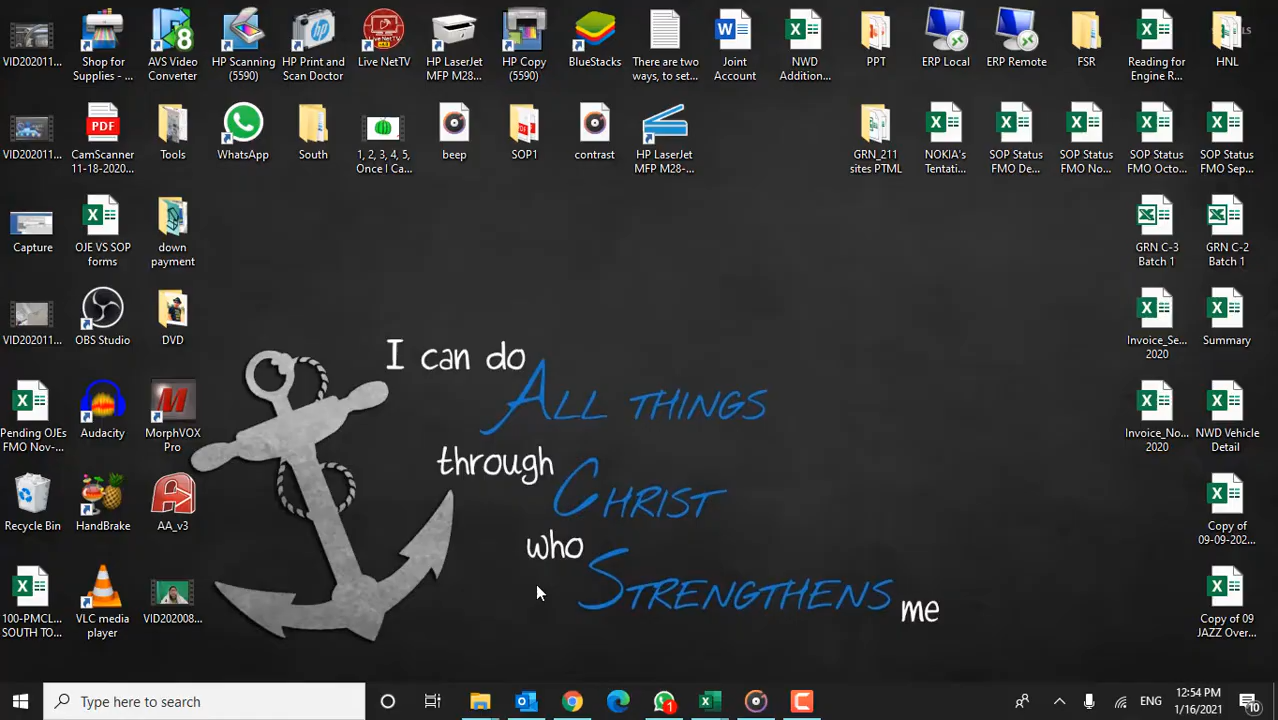 VID202011...
Shop for
Supplies - ...
AVS Video
Converter
HP Scanning
(5590)
HP Print and
Scan Doctor
Live NetTV
HP LaserJet
MFP M28...
HP Copy
(5590)
BlueStacks
There are two
ways, to set...
Joint
Account
NWD
Addition...
PPT
ERP Local
ERP Remote
FSR
Reading for
Engine R...
HNL
VID202011...
CamScanner
11-18-2020...
Tools
WhatsApp
South
1, 2, 3, 4, 5,
Once I Ca...
beep
SOP1
contrast
HP LaserJet
MFP M28-...
GRN_211
sites PTML
NOKIA's
Tentati...
SOP Status
FMO De...
SOP Status
FMO No...
SOP Status
FMO Octo...
SOP Status
FMO Sep...
Capture
OJE VS SOP
forms
down
payment
GRN C-3
Batch 1
GRN C-2
Batch 1
VID202011...
OBS Studio
DVD
Invoice_Se...
2020
Summary
I can do
ALL THINGS
through
CHRIST
who
STRENGTHENS me
Pending OJEs
FMO Nov-...
Audacity
MorphVOX
Pro
Invoice_No...
2020
NWD Vehicle
Detail
Recycle Bin
HandBrake
AA_v3
Copy of
09-09-202...
100-PMCL...
SOUTH TO...
VLC media
player
VID202008...
Copy of 09
JAZZ Over...
Type here to search
1
ENG
12:54 PM
1/16/2021
10